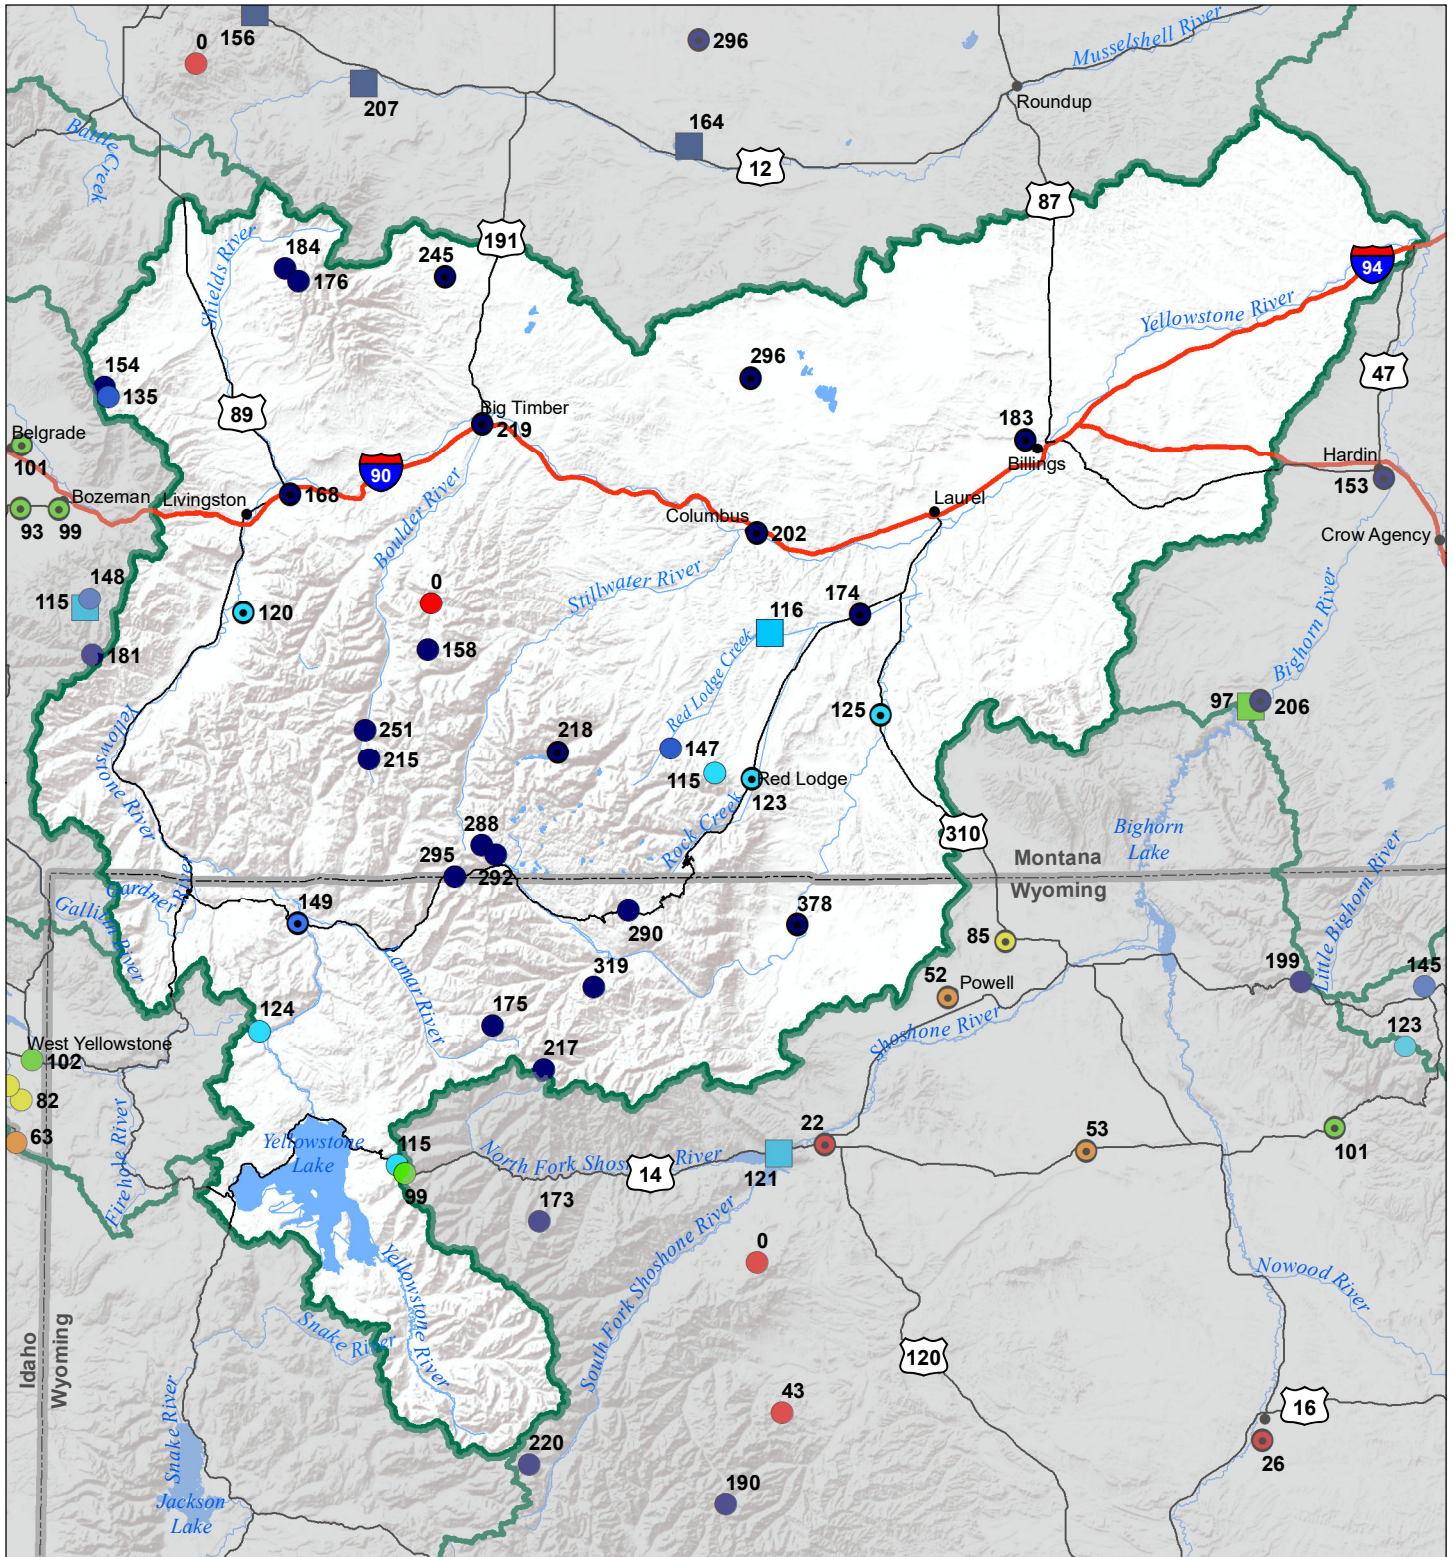 156
0
296
Musselshell River
207
Roundup
Battle Creek
164
12
87
184
191
Shields River
176
245
94
Yellowstone River
154
135
296
47
89
Big Timber
219
183
Belgrade
Billings
Hardin
101
90
153
Bozeman
Livingston
168
Laurel
Columbus
93
99
202
Crow Agency
Boulder River
148
0
Stillwater River
115
120
116
174
158
181
Red Lodge Creek
Bighorn River
97
206
125
251
218
147
Yellowstone River
215
115
Red Lodge
123
288
310
Bighorn
Lake
Rock Creek
295
Montana
292
Wyoming
Gardner River
Gallitin River
149
378
Little Bighorn River
290
85
319
52
Powell
199
145
Lamar River
124
175
Shoshone River
123
West Yellowstone
102
217
82
22
53
63
Yellowstone
Lake
115
North Fork Shoshone River
101
14
121
99
Firehole River
173
South Fork Shoshone River
0
Yellowstone River
Nowood River
Snake River
Idaho
Wyoming
120
43
16
Snake River
220
26
190
Jackson
Lake